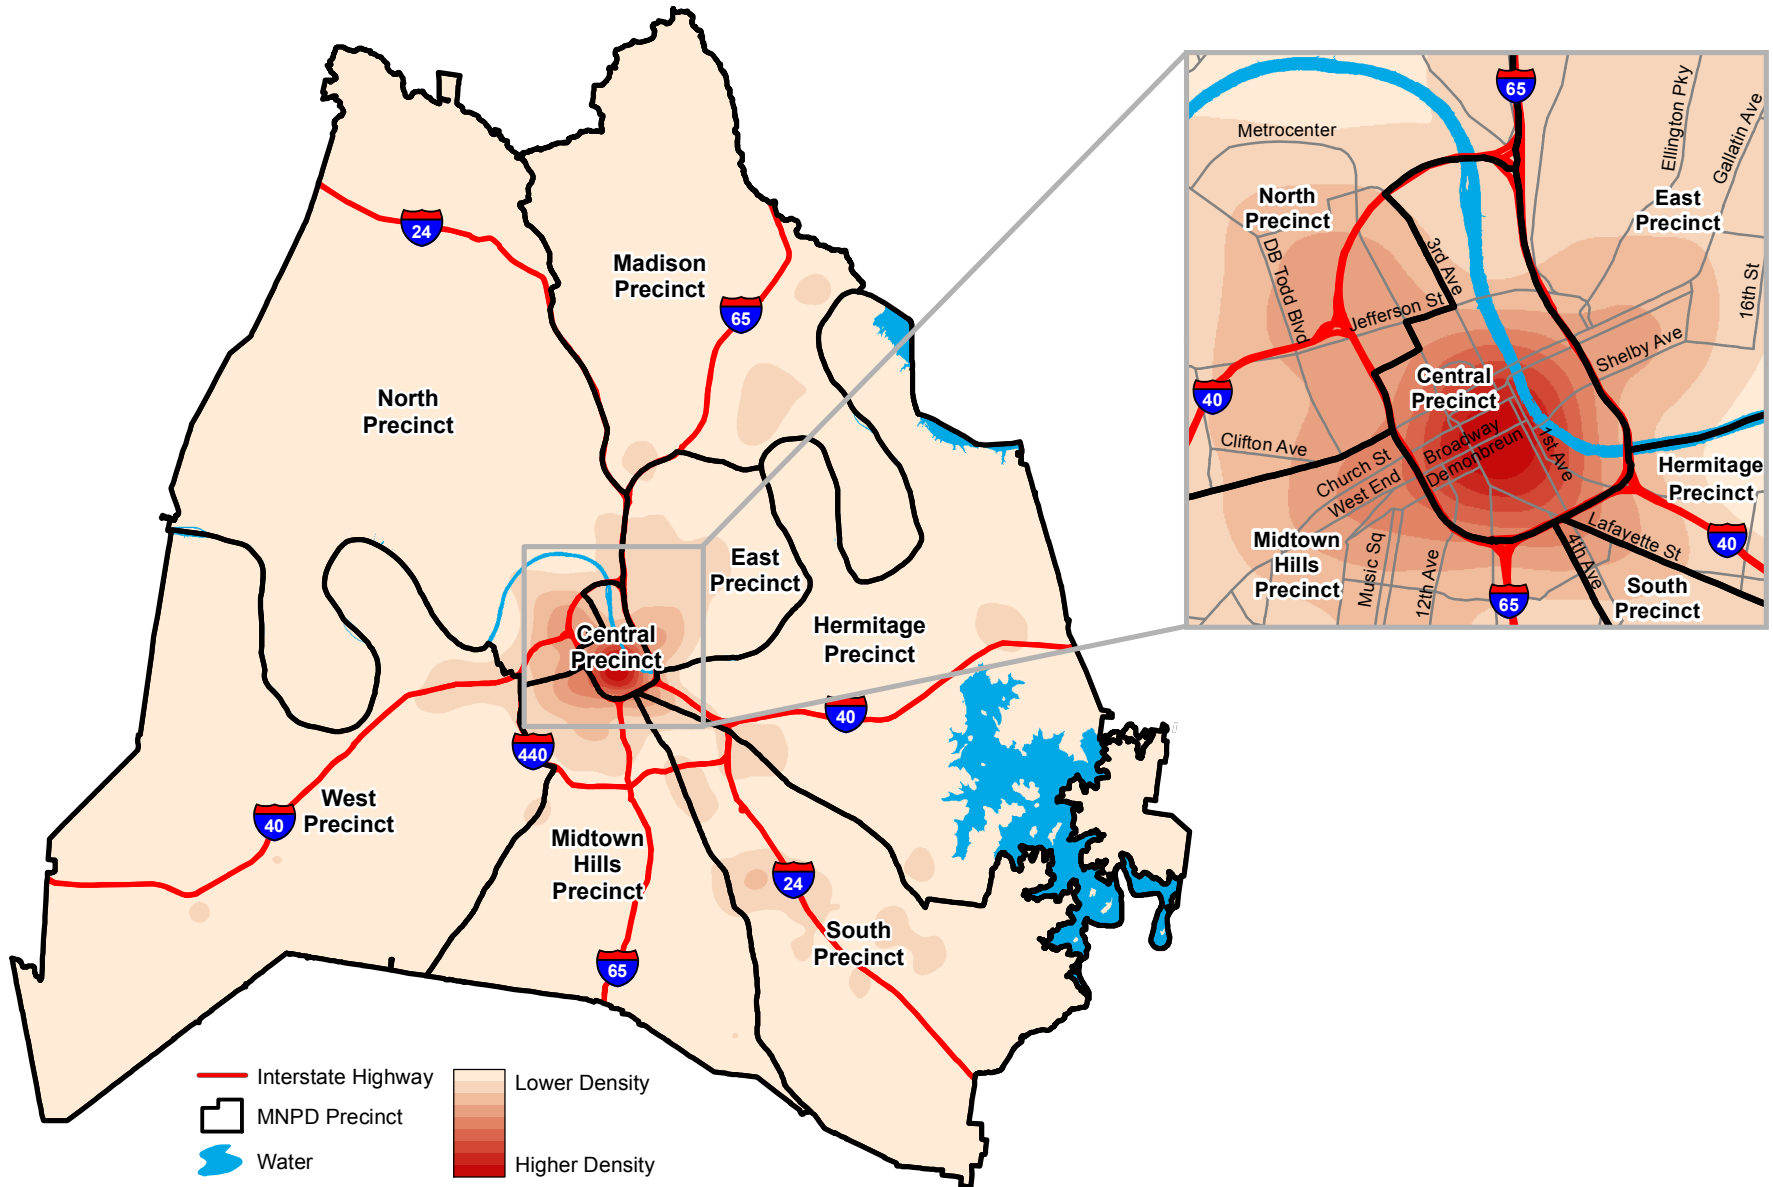 24
Madison
Precinct
65
North
Precinct
East
Precinct
Central
Precinct
Hermitage
Precinct
40
440
West
Precinct
40
Midtown
Hills
Precinct
24
South
Precinct
65
Interstate Highway
MNPD Precinct
Water
Lower Density
Higher Density
65
Ellington Pky
Gallatin Ave
Metrocenter
North
Precinct
East
Precinct
3rd Ave
DB Todd Blvd
16th St
Jefferson St
Shelby Ave
Central
Precinct
40
Broadway
Demonbreun
1st Ave
Clifton Ave
Church St
West End
Hermitage
Precinct
Lafayette St
40
Midtown
Hills
Precinct
Music Sq
12th Ave
4th Ave
65
South
Precinct